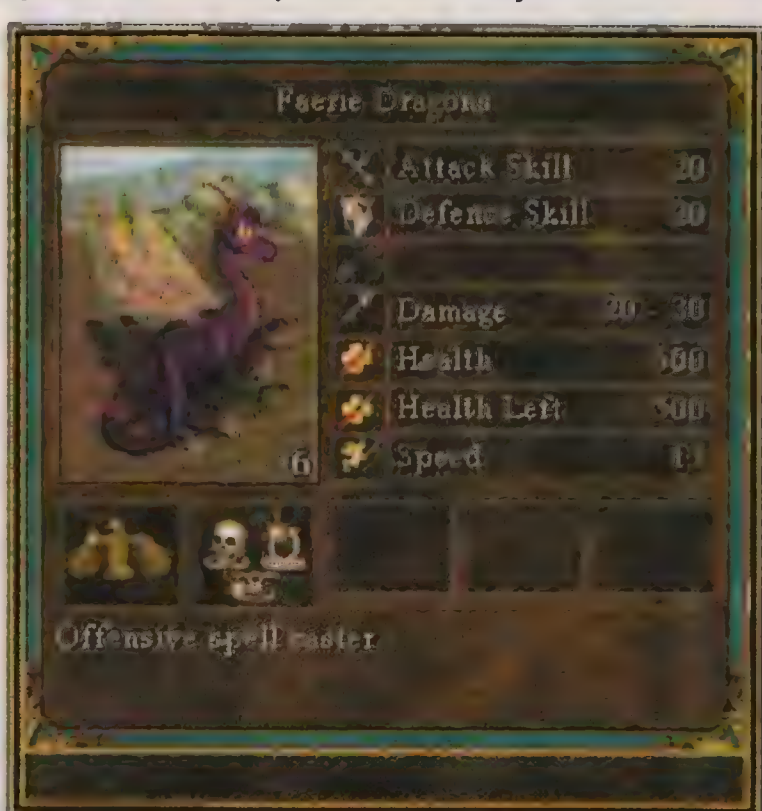 Faerie Dragons
Attack Skill 20
Defence Skill 20
Damage 20 - 30
Health 500
Health Left 500
6
Speed
Offensive spell caster